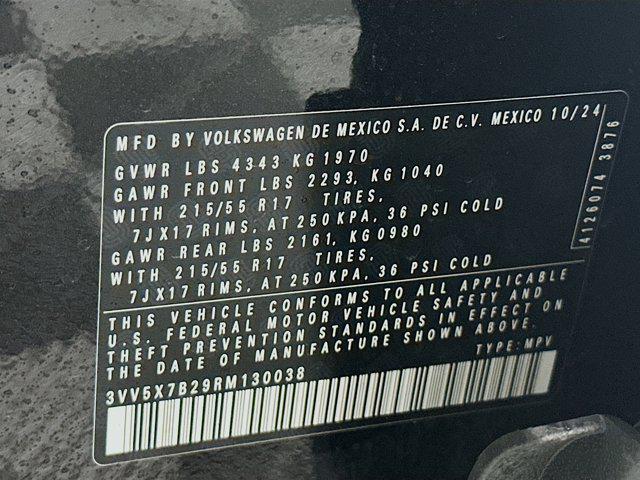 MFD BY VOLKSWAGEN DE MEXICO S.A. DE C.V. MEXICO 10/24
GVWR LBS 4343 KG 1970
GAWR FRONT LBS 2293, KG 1040
WITH 215/55 R17 TIRES,
7JX17 RIMS, AT 250KPA, 36 PSI COLD
GAWR REAR LBS 2161, KG 0980
WITH 215/55 R17 TIRES,
7JX17 RIMS, AT 250KPA, 36 PSI COLD
4126074 3876
THIS VEHICLE CONFORMS TO ALL APPLICABLE
U.S. FEDERAL MOTOR VEHICLE SAFETY AND
THEFT PREVENTION STANDARDS IN EFFECT ON
THE DATE OF MANUFACTURE SHOWN ABOVE.
3VV5X7B29RM130038 TYPE: MPV